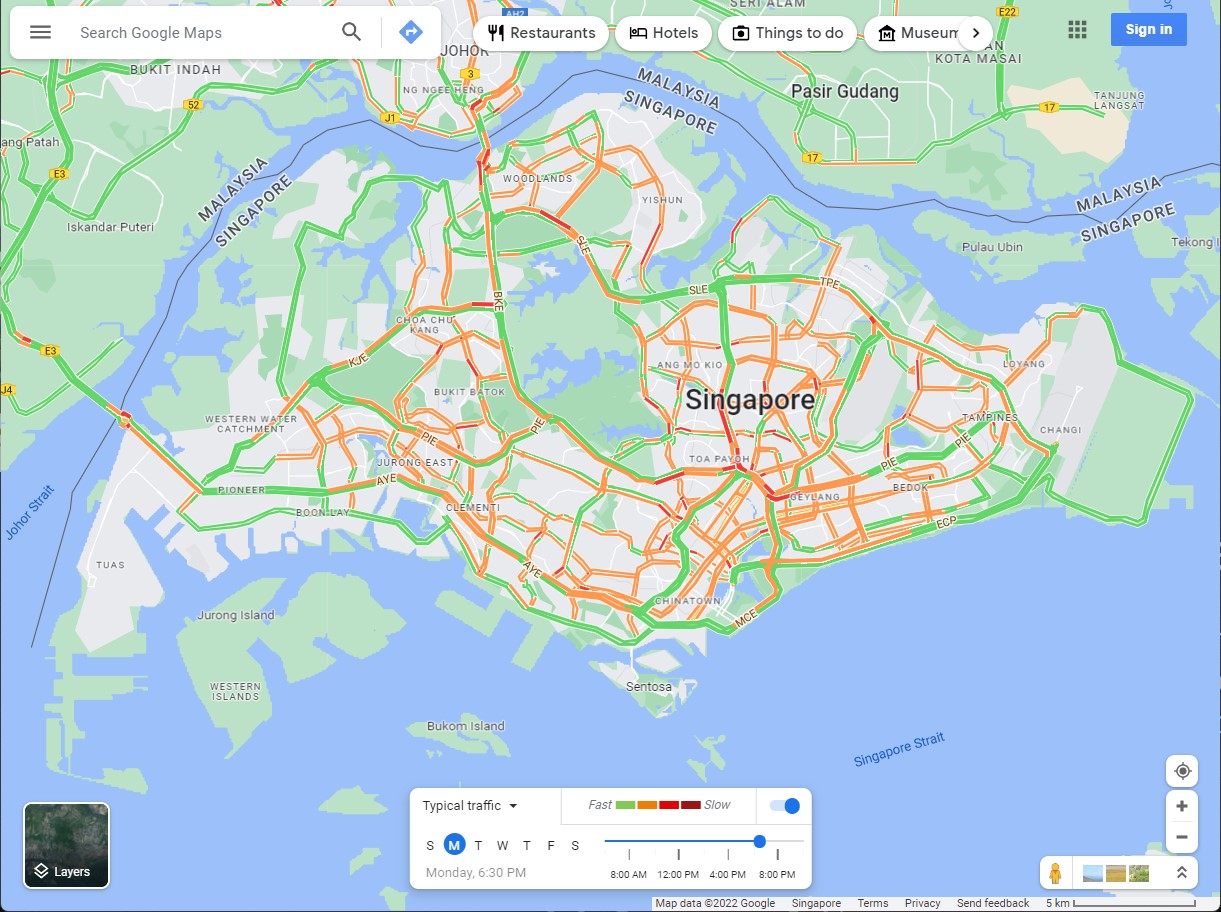 Search Google Maps
Restaurants
Hotels
Things to do
Museum
Sign in
AH2
SERI ALAM
E22
JOHOR
KOTA MASAI
BUKIT INDAH
3
NG NGEE HENG
52
J1
Pasir Gudang
TANJUNG
LANGSAT
17
MALAYSIA
SINGAPORE
ang Patah
E3
17
MALAYSIA
SINGAPORE
WOODLANDS
YISHUN
MALAYSIA
SINGAPORE
Iskandar Puteri
Pulau Ubin
Tekong I
SLE
SLE
TPE
BKE
CHOA CHU
KANG
E3
KJE
ANG MO KIO
LOYANG
J4
BUKIT BATOK
Singapore
WESTERN WATER
CATCHMENT
TAMPINES
CHANGI
PIE
PIE
PIE
JURONG EAST
TOA PAYOH
PIE
AYE
PIONEER
BEDOK
GEYLANG
BOON LAY
CLEMENTI
ECP
Johor Strait
TUAS
AYE
CHINATOWN
MCE
Jurong Island
WESTERN
ISLANDS
Sentosa
Bukom Island
Singapore Strait
Typical traffic
Fast
Slow
S M T W T F S
Monday, 6:30 PM
8:00 AM 12:00 PM 4:00 PM 8:00 PM
Layers
Map data ©2022 Google Singapore Terms Privacy Send feedback 5 km